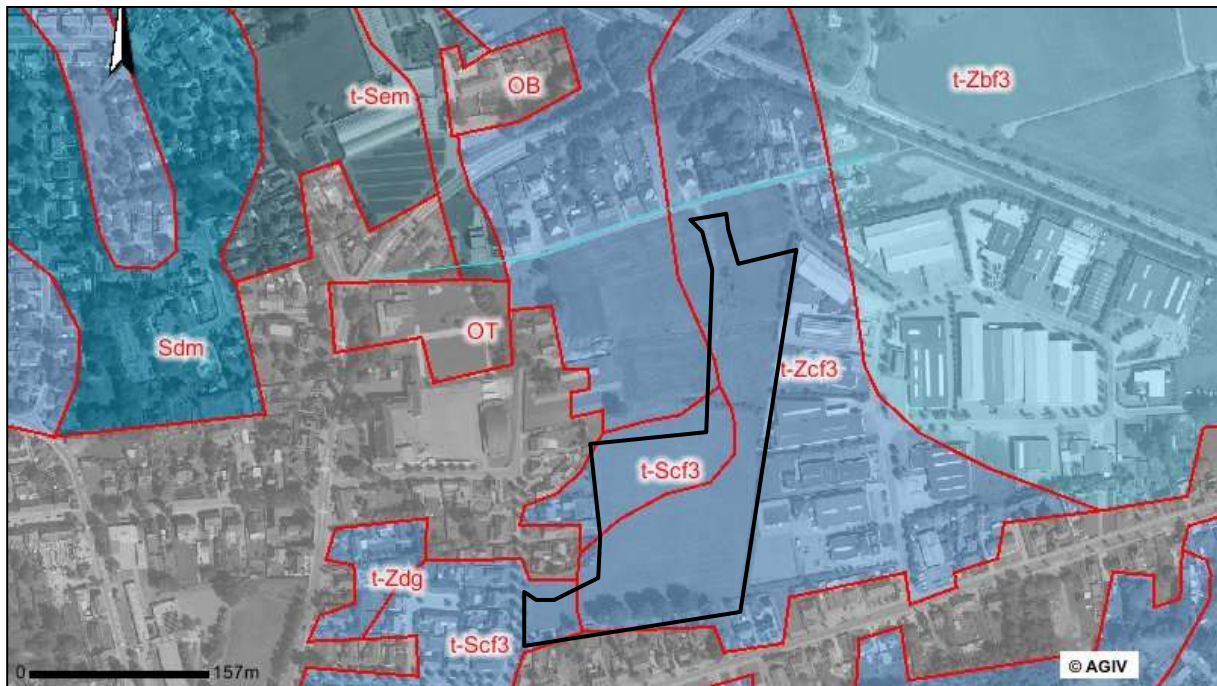 t-Zbf3
OB
t-Sem
OT
Sdm
t-Zcf3
t-Scf3
t-Zdg
t-Scf3
0 157m
© AGIV